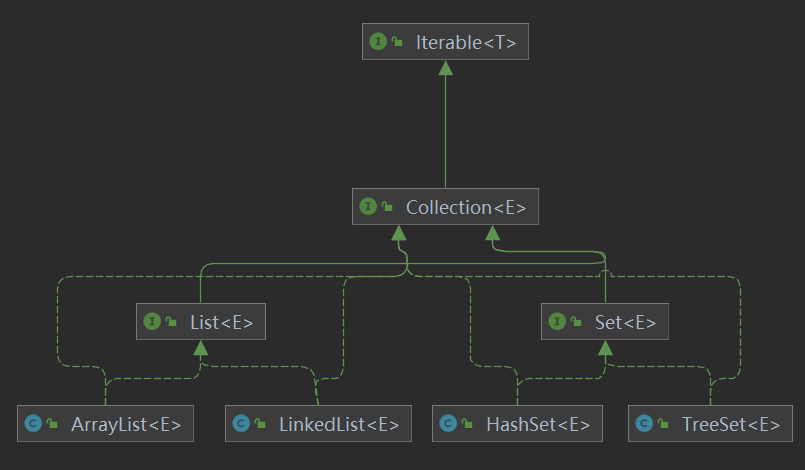 Iterable<T>
Collection<E>
List<E>
Set<E>
ArrayList<E>
LinkedList<E>
HashSet<E>
TreeSet<E>